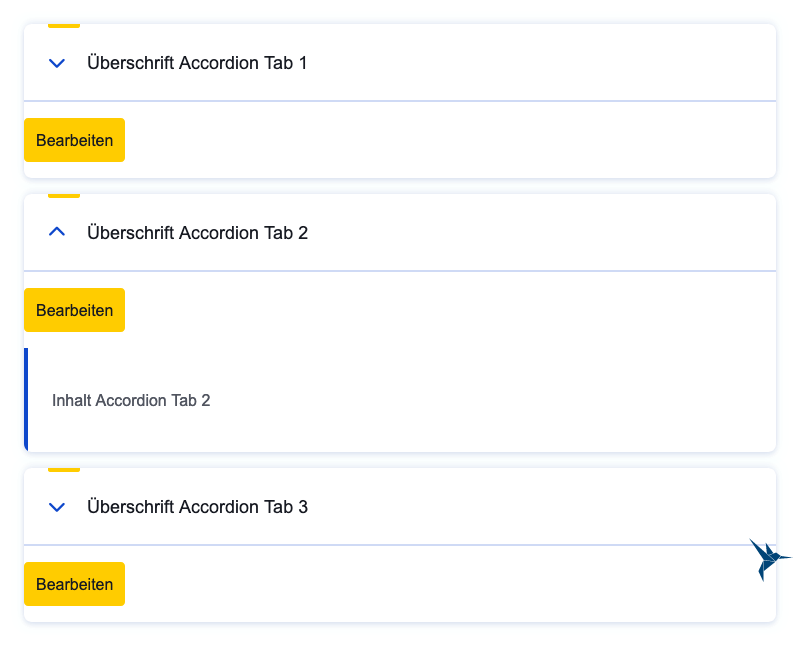 Überschrift Accordion Tab 1
Bearbeiten
Überschrift Accordion Tab 2
Bearbeiten
Inhalt Accordion Tab 2
Überschrift Accordion Tab 3
Bearbeiten